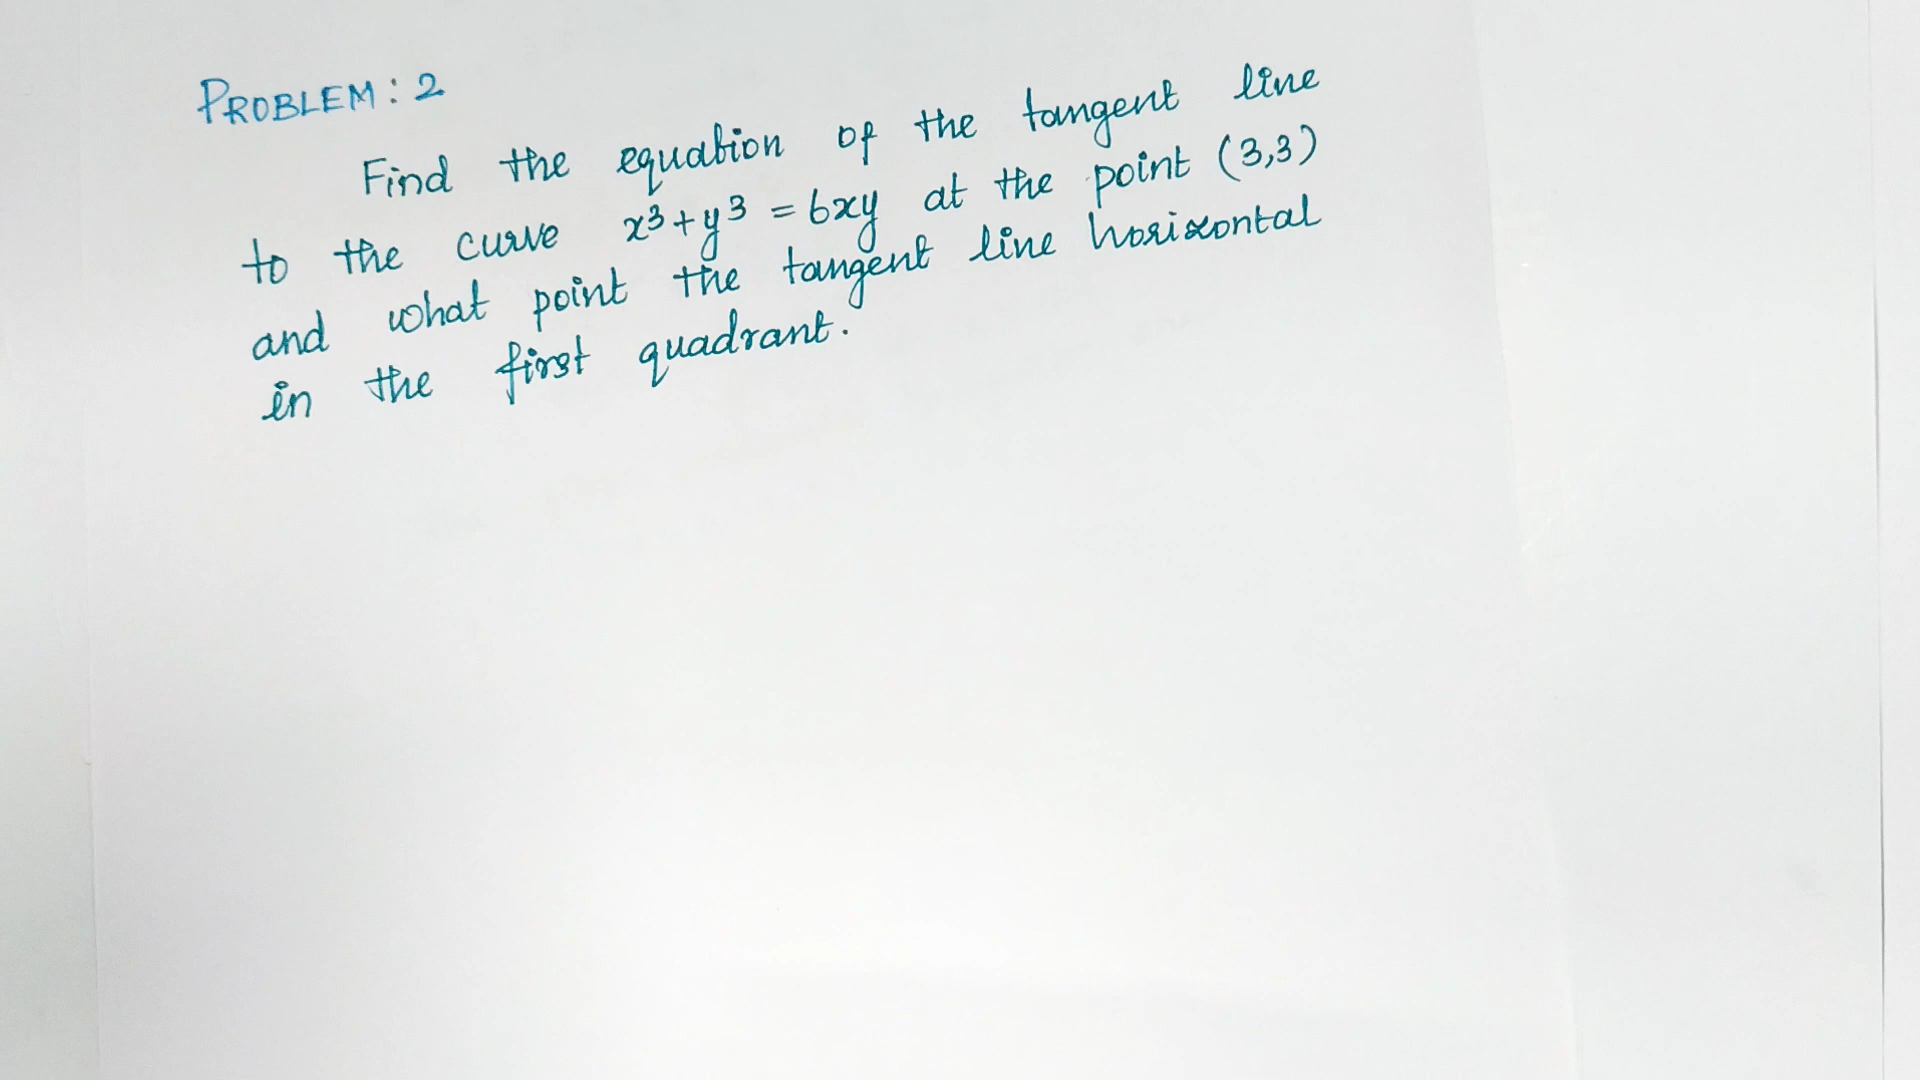 PROBLEM: 2
Find the equation of the tangent line
to the curve x³+y³ = 6xy at the point (3,3)
and what point the tangent line horizontal
in the first quadrant.